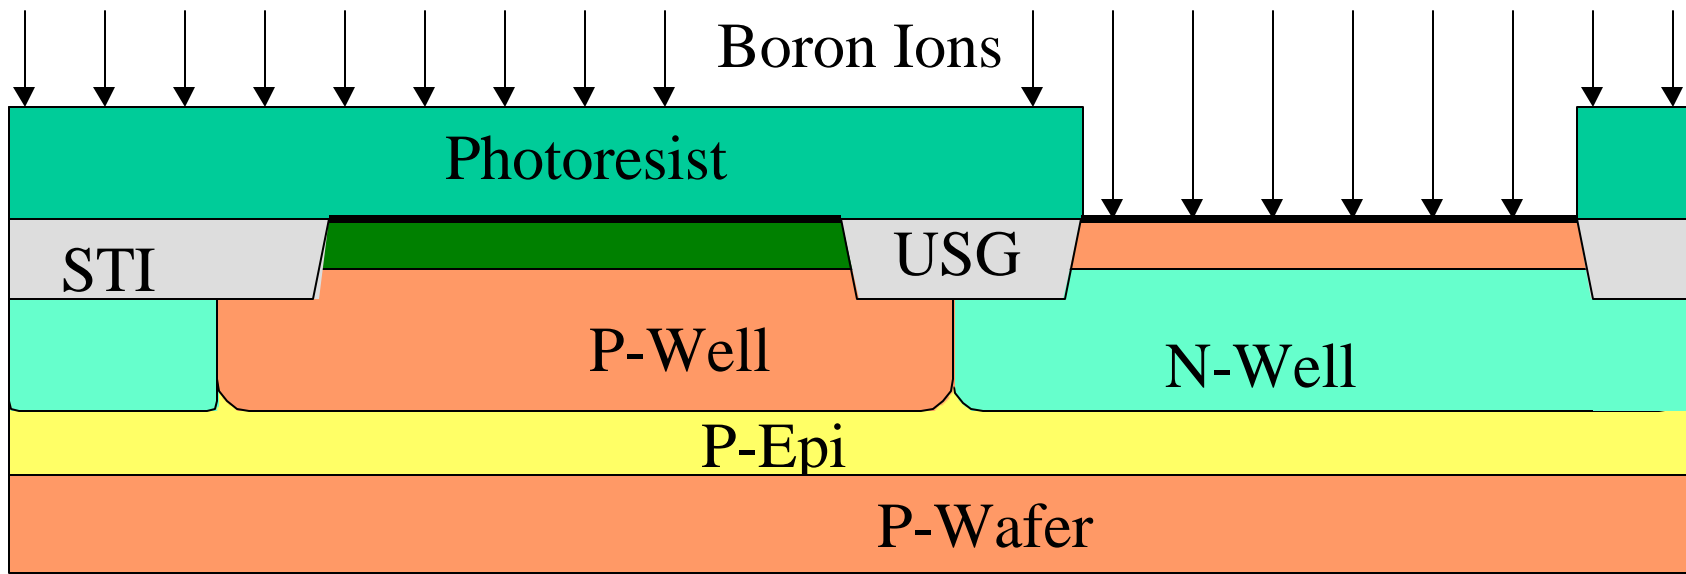 Boron Ions
Photoresist
STI
USG
P-Well
N-Well
P-Epi
P-Wafer